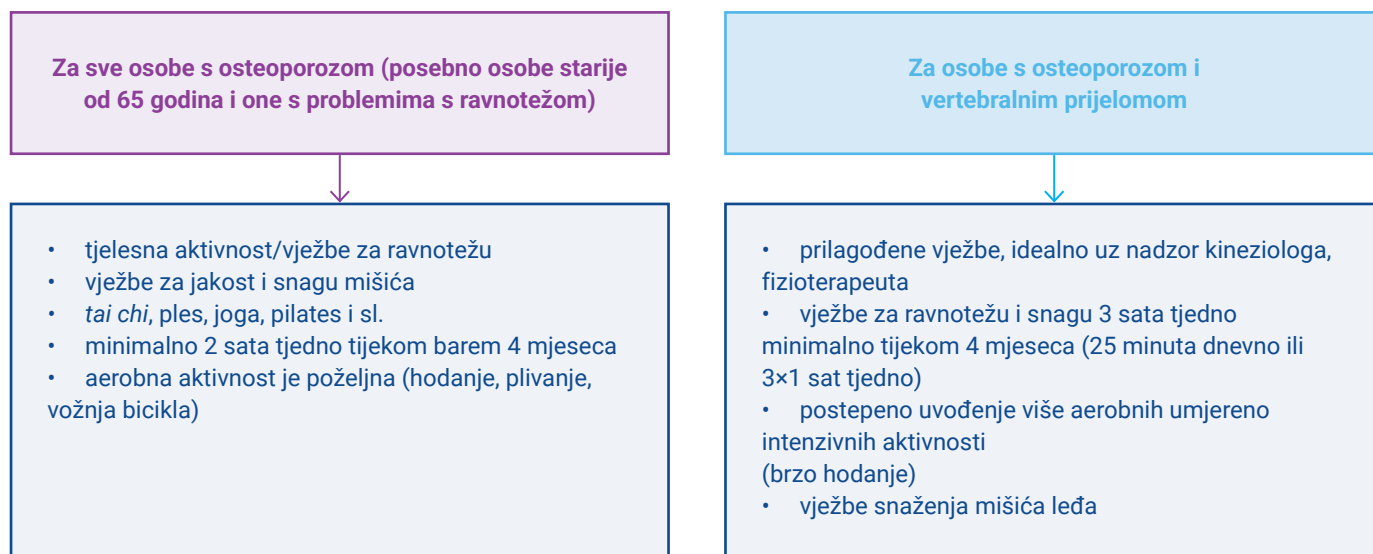 Za sve osobe s osteoporozom (posebno osobe starije
od 65 godina i one s problemima s ravnotežom)
• tjelesna aktivnost/vježbe za ravnotežu
• vježbe za jakost i snagu mišića
• tai chi, ples, joga, pilates i sl.
• minimalno 2 sata tjedno tijekom barem 4 mjeseca
• aerobna aktivnost je poželjna (hodanje, plivanje,
vožnja bicikla)
Za osobe s osteoporozom i
vertebralnim prijelomom
• prilagođene vježbe, idealno uz nadzor kineziologa,
fizioterapeuta
• vježbe za ravnotežu i snagu 3 sata tjedno
minimalno tijekom 4 mjeseca (25 minuta dnevno ili
3×1 sat tjedno)
• postepeno uvođenje više aerobnih umjereno
intenzivnih aktivnosti
(brzo hodanje)
• vježbe snaženja mišića leđa